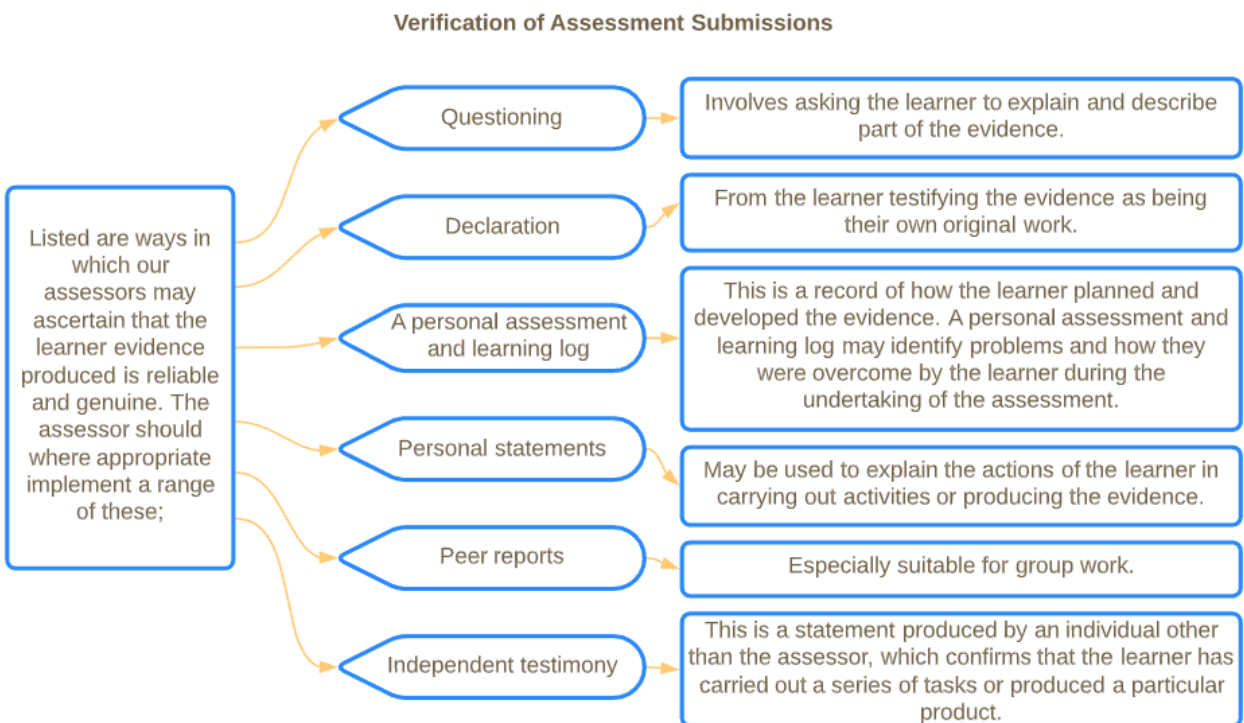 Verification of Assessment Submissions
Listed are ways in
which our
assessors may
ascertain that the
learner evidence
produced is reliable
and genuine. The
assessor should
where appropriate
implement a range
of these;
Questioning
Involves asking the learner to explain and describe
part of the evidence.
Declaration
From the learner testifying the evidence as being
their own original work.
A personal assessment
and learning log
This is a record of how the learner planned and
developed the evidence. A personal assessment and
learning log may identify problems and how they
were overcome by the learner during the
undertaking of the assessment.
Personal statements
May be used to explain the actions of the learner in
carrying out activities or producing the evidence.
Peer reports
Especially suitable for group work.
Independent testimony
This is a statement produced by an individual other
than the assessor, which confirms that the learner has
carried out a series of tasks or produced a particular
product.